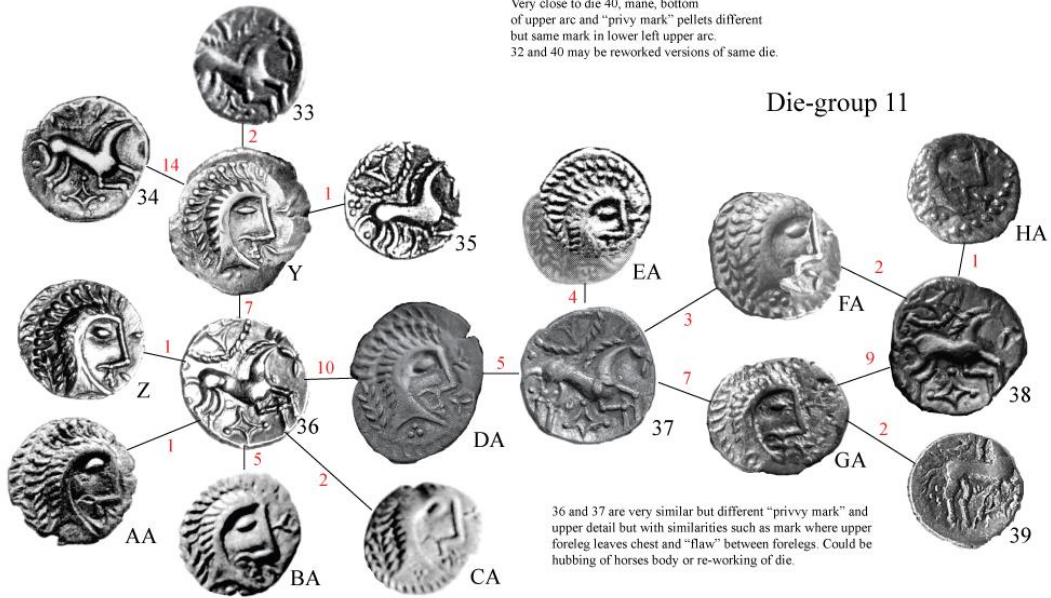 Very close to die 40, mane, bottom
of upper arc and “privy mark” pellets different
but same mark in lower left upper arc.
32 and 40 may be reworked versions of same die.
Die-group 11
33
2
34
14
1
35
Y
EA
HA
7
4
FA
2
1
3
Z
1
36
10
DA
5
37
7
9
38
1
5
2
GA
2
AA
BA
CA
39
36 and 37 are very similar but different “privvy mark” and
upper detail but with similarities such as mark where upper
foreleg leaves chest and “flaw” between forelegs. Could be
hubbing of horses body or re-working of die.